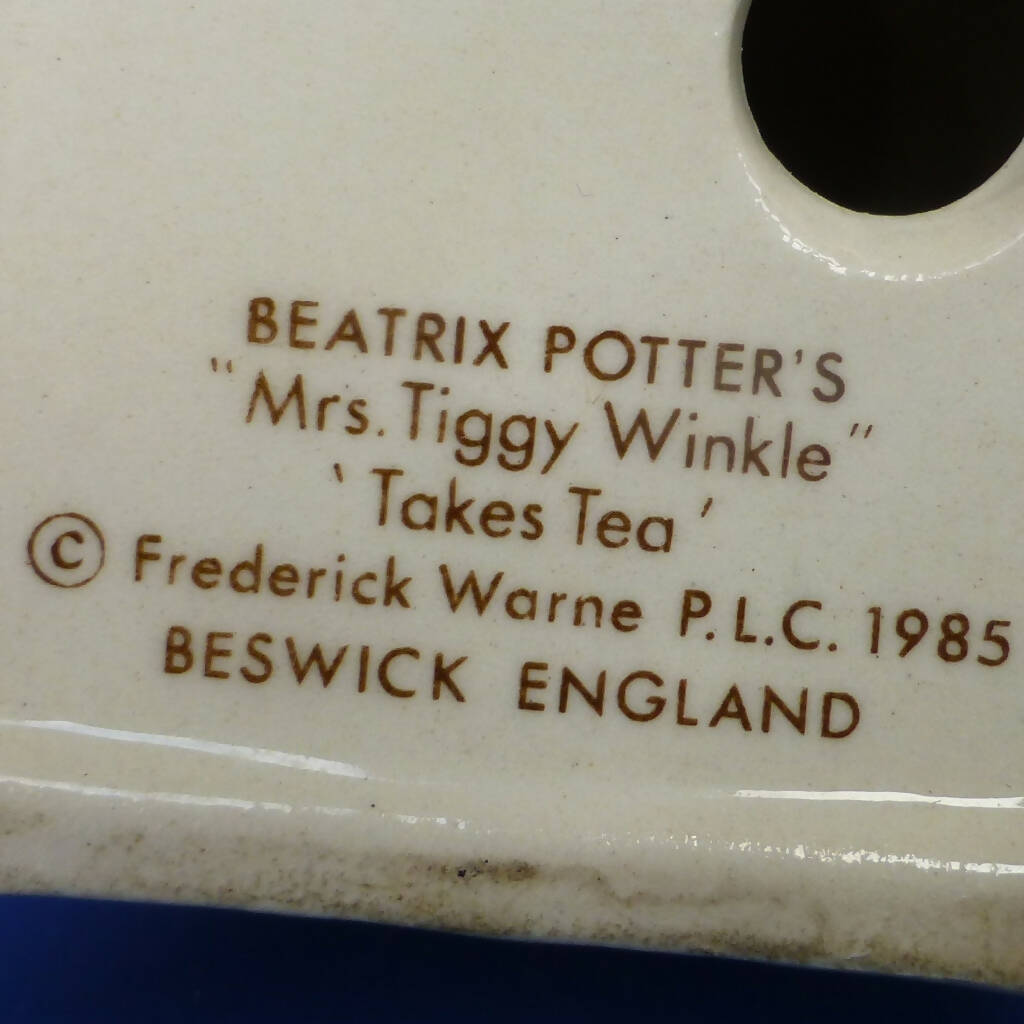 BEATRIX POTTER'S
"Mrs. Tiggy Winkle"
'Takes Tea'
© Frederick Warne P.L.C. 1985
BESWICK ENGLAND